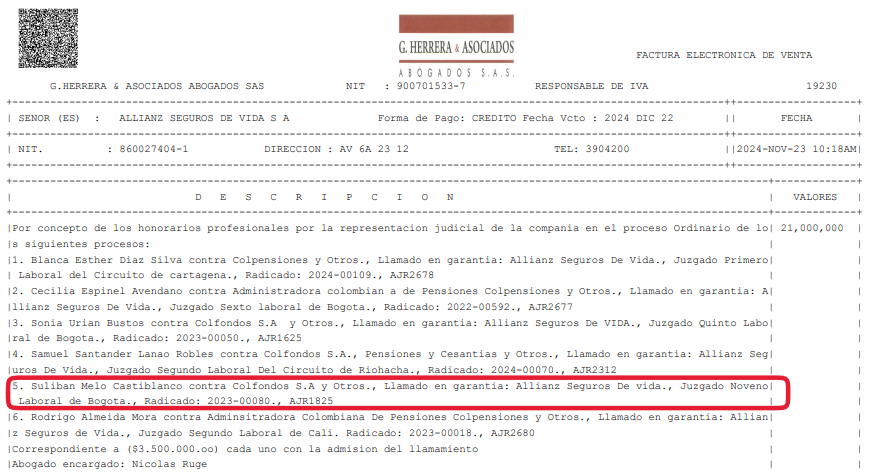 G. HERRERA & ASOCIADOS
ABOGADOS S.A.S.
FACTURA ELECTRONICA DE VENTA
G.HERRERA & ASOCIADOS ABOGADOS SAS NIT : 900701533-7 RESPONSABLE DE IVA 19230
SENOR (ES) : ALLIANZ SEGUROS DE VIDA S A Forma de Pago: CREDITO Fecha Vcto : 2024 DIC 22 FECHA
NIT. : 860027404-1 DIRECCION : AV 6A 23 12 TEL: 3904200 2024-NOV-23 10:18AM
D E S C R I P C I O N VALORES
Por concepto de los honorarios profesionales por la representacion judicial de la compania en el proceso Ordinario de lo 21,000,000
s siguientes procesos:
1. Blanca Esther Diaz Silva contra Colpensiones y Otros., Llamado en garantia: Allianz Seguros De Vida., Juzgado Primero
Laboral del Circuito de cartagena., Radicado: 2024-00109., AJR2678
2. Cecilia Espinel Avendano contra Administradora colombian a de Pensiones Colpensiones y Otros., Llamado en garantia: A
llianz Seguros De Vida., Juzgado Sexto laboral de Bogota., Radicado: 2022-00592., AJR2677
3. Sonia Urian Bustos contra Colfondos S.A y Otros., Llamado en garantia: Allianz Seguros De VIDA., Juzgado Quinto Labo
ral de Bogota., Radicado: 2023-00050., AJR1625
4. Samuel Santander Lanao Robles contra Colfondos S.A., Pensiones y Cesantias y Otros., Llamado en garantia: Allianz Seg
uros De Vida., Juzgado Segundo Laboral Del Circuito de Riohacha., Radicado: 2024-00070., AJR2312
5. Suliban Melo Castiblanco contra Colfondos S.A y Otros., Llamado en garantia: Allianz Seguros De vida., Juzgado Noveno
Laboral de Bogota., Radicado: 2023-00080., AJR1825
6. Rodrigo Almeida Mora contra Adminsitradora Colombiana De Pensiones Colpensiones y Otros., Llamado en garantia: Allian
z Seguros de Vida., Juzgado Segundo Laboral de Cali. Radicado: 2023-00018., AJR2680
Correspondiente a ($3.500.000.oo) cada uno con la admision del llamamiento
Abogado encargado: Nicolas Ruge